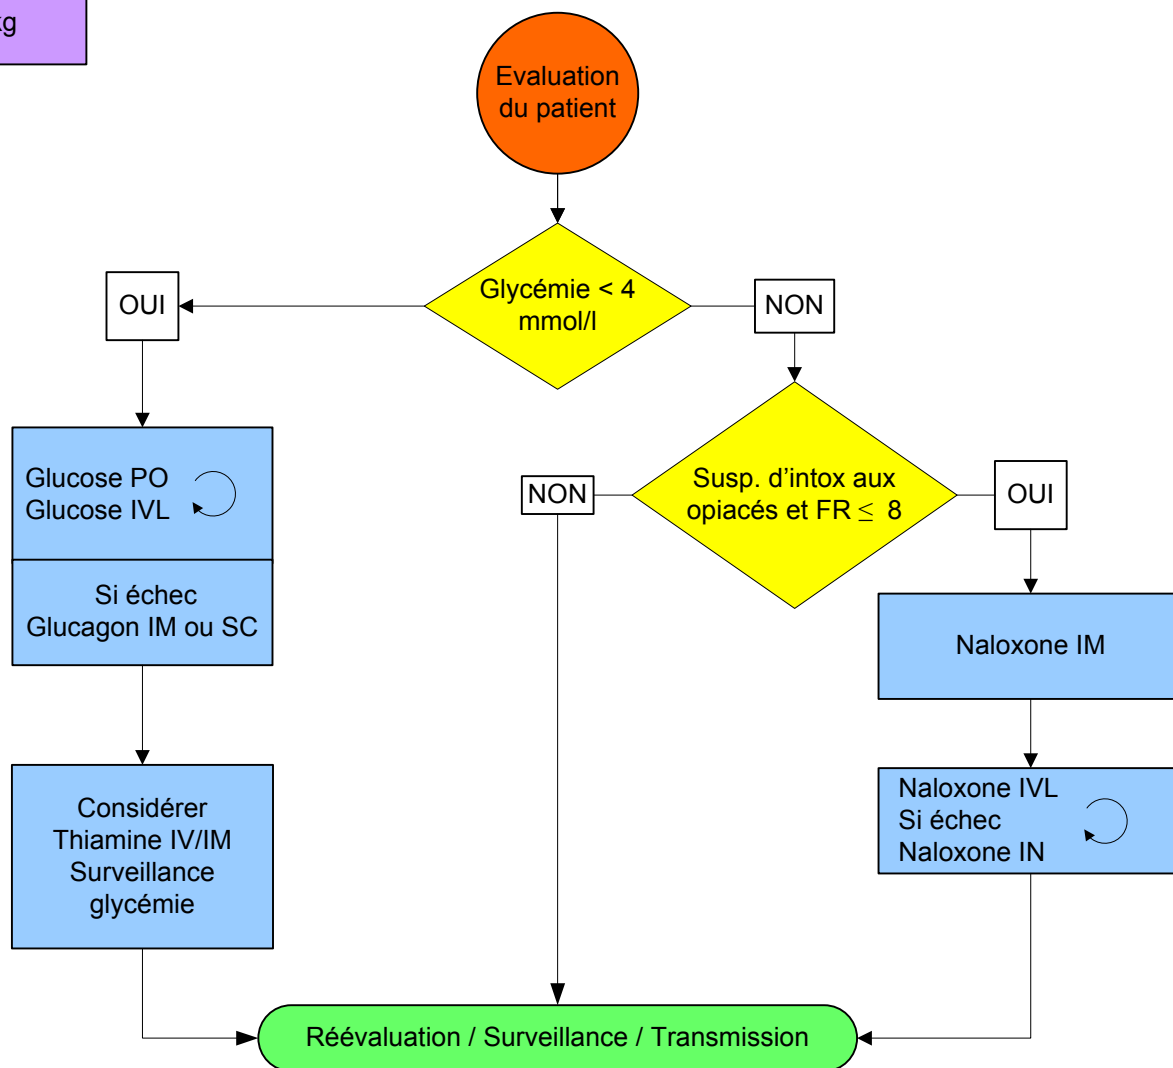 kg
Evaluation
du patient
Glycémie < 4
mmol/l
OUI
NON
Glucose PO
Glucose IVL
Si échec
Glucagon IM ou SC
Considérer
Thiamine IV/IM
Surveillance
glycémie
Susp. d'intox aux
opiacés et FR ≤ 8
NON
OUI
Naloxone IM
Naloxone IVL
Si échec
Naloxone IN
Réévaluation / Surveillance / Transmission